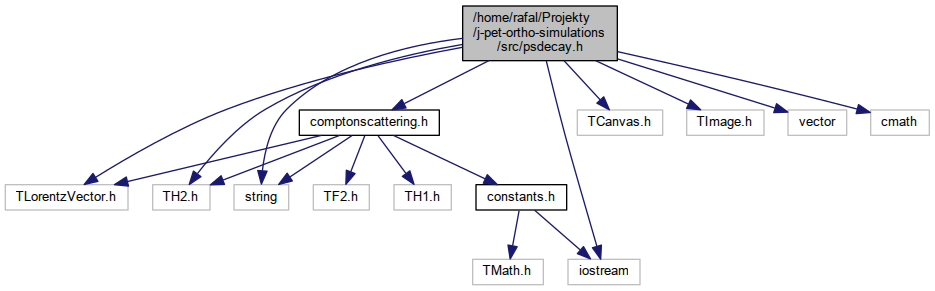 /home/rafal/Projekty
/j-pet-ortho-simulations
/src/psdecay.h
comptonscattering.h
TCanvas.h
TImage.h
vector
cmath
TLorentzVector.h
TH2.h
string
TF2.h
TH1.h
constants.h
TMath.h
iostream